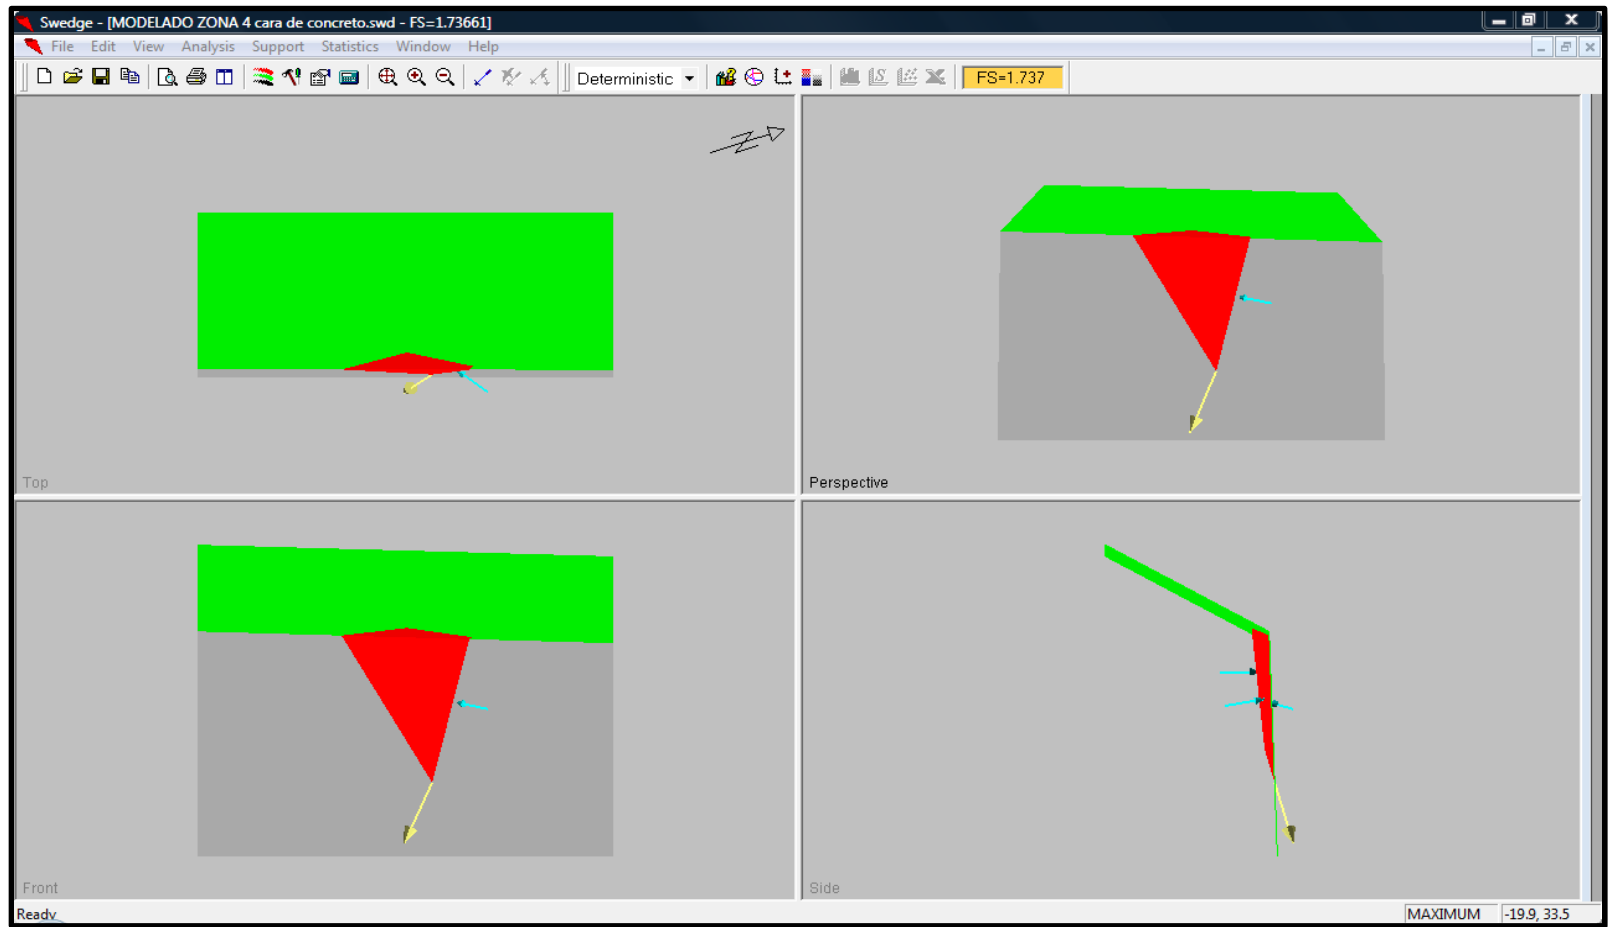 Swedge - [MODELADO ZONA 4 cara de concreto.swd - FS=1.73661]
File Edit View Analysis Support Statistics Window Help
Deterministic FS=1.737
Top
Perspective
Front
Side
Ready MAXIMUM -19.9, 33.5